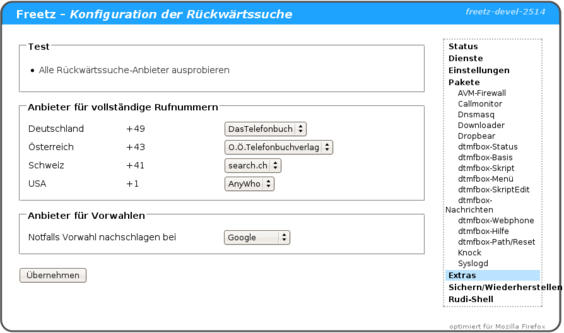 Freetz – Konfiguration der Rückwärtssuche
freetz-devel-2514
Test
Alle Rückwärtssuche-Anbieter ausprobieren
Anbieter für vollständige Rufnummern
Deutschland +49 DasTelefonbuch
Österreich +43 O.Ö.Telefonbuchverlag
Schweiz +41 search.ch
USA +1 AnyWho
Anbieter für Vorwahlen
Notfalls Vorwahl nachschlagen bei Google
Übernehmen
Status
Dienste
Einstellungen
Pakete
AVM-Firewall
Callmonitor
Dnsmasq
Downloader
Dropbear
dtmfbox-Status
dtmfbox-Basis
dtmfbox-Skript
dtmfbox-Menü
dtmfbox-SkriptEdit
dtmfbox-
Nachrichten
dtmfbox-Webphone
dtmfbox-Hilfe
dtmfbox-Path/Reset
Knock
Syslogd
Extras
Sichern/Wiederherstellen
Rudi-Shell
optimiert für Mozilla Firefox